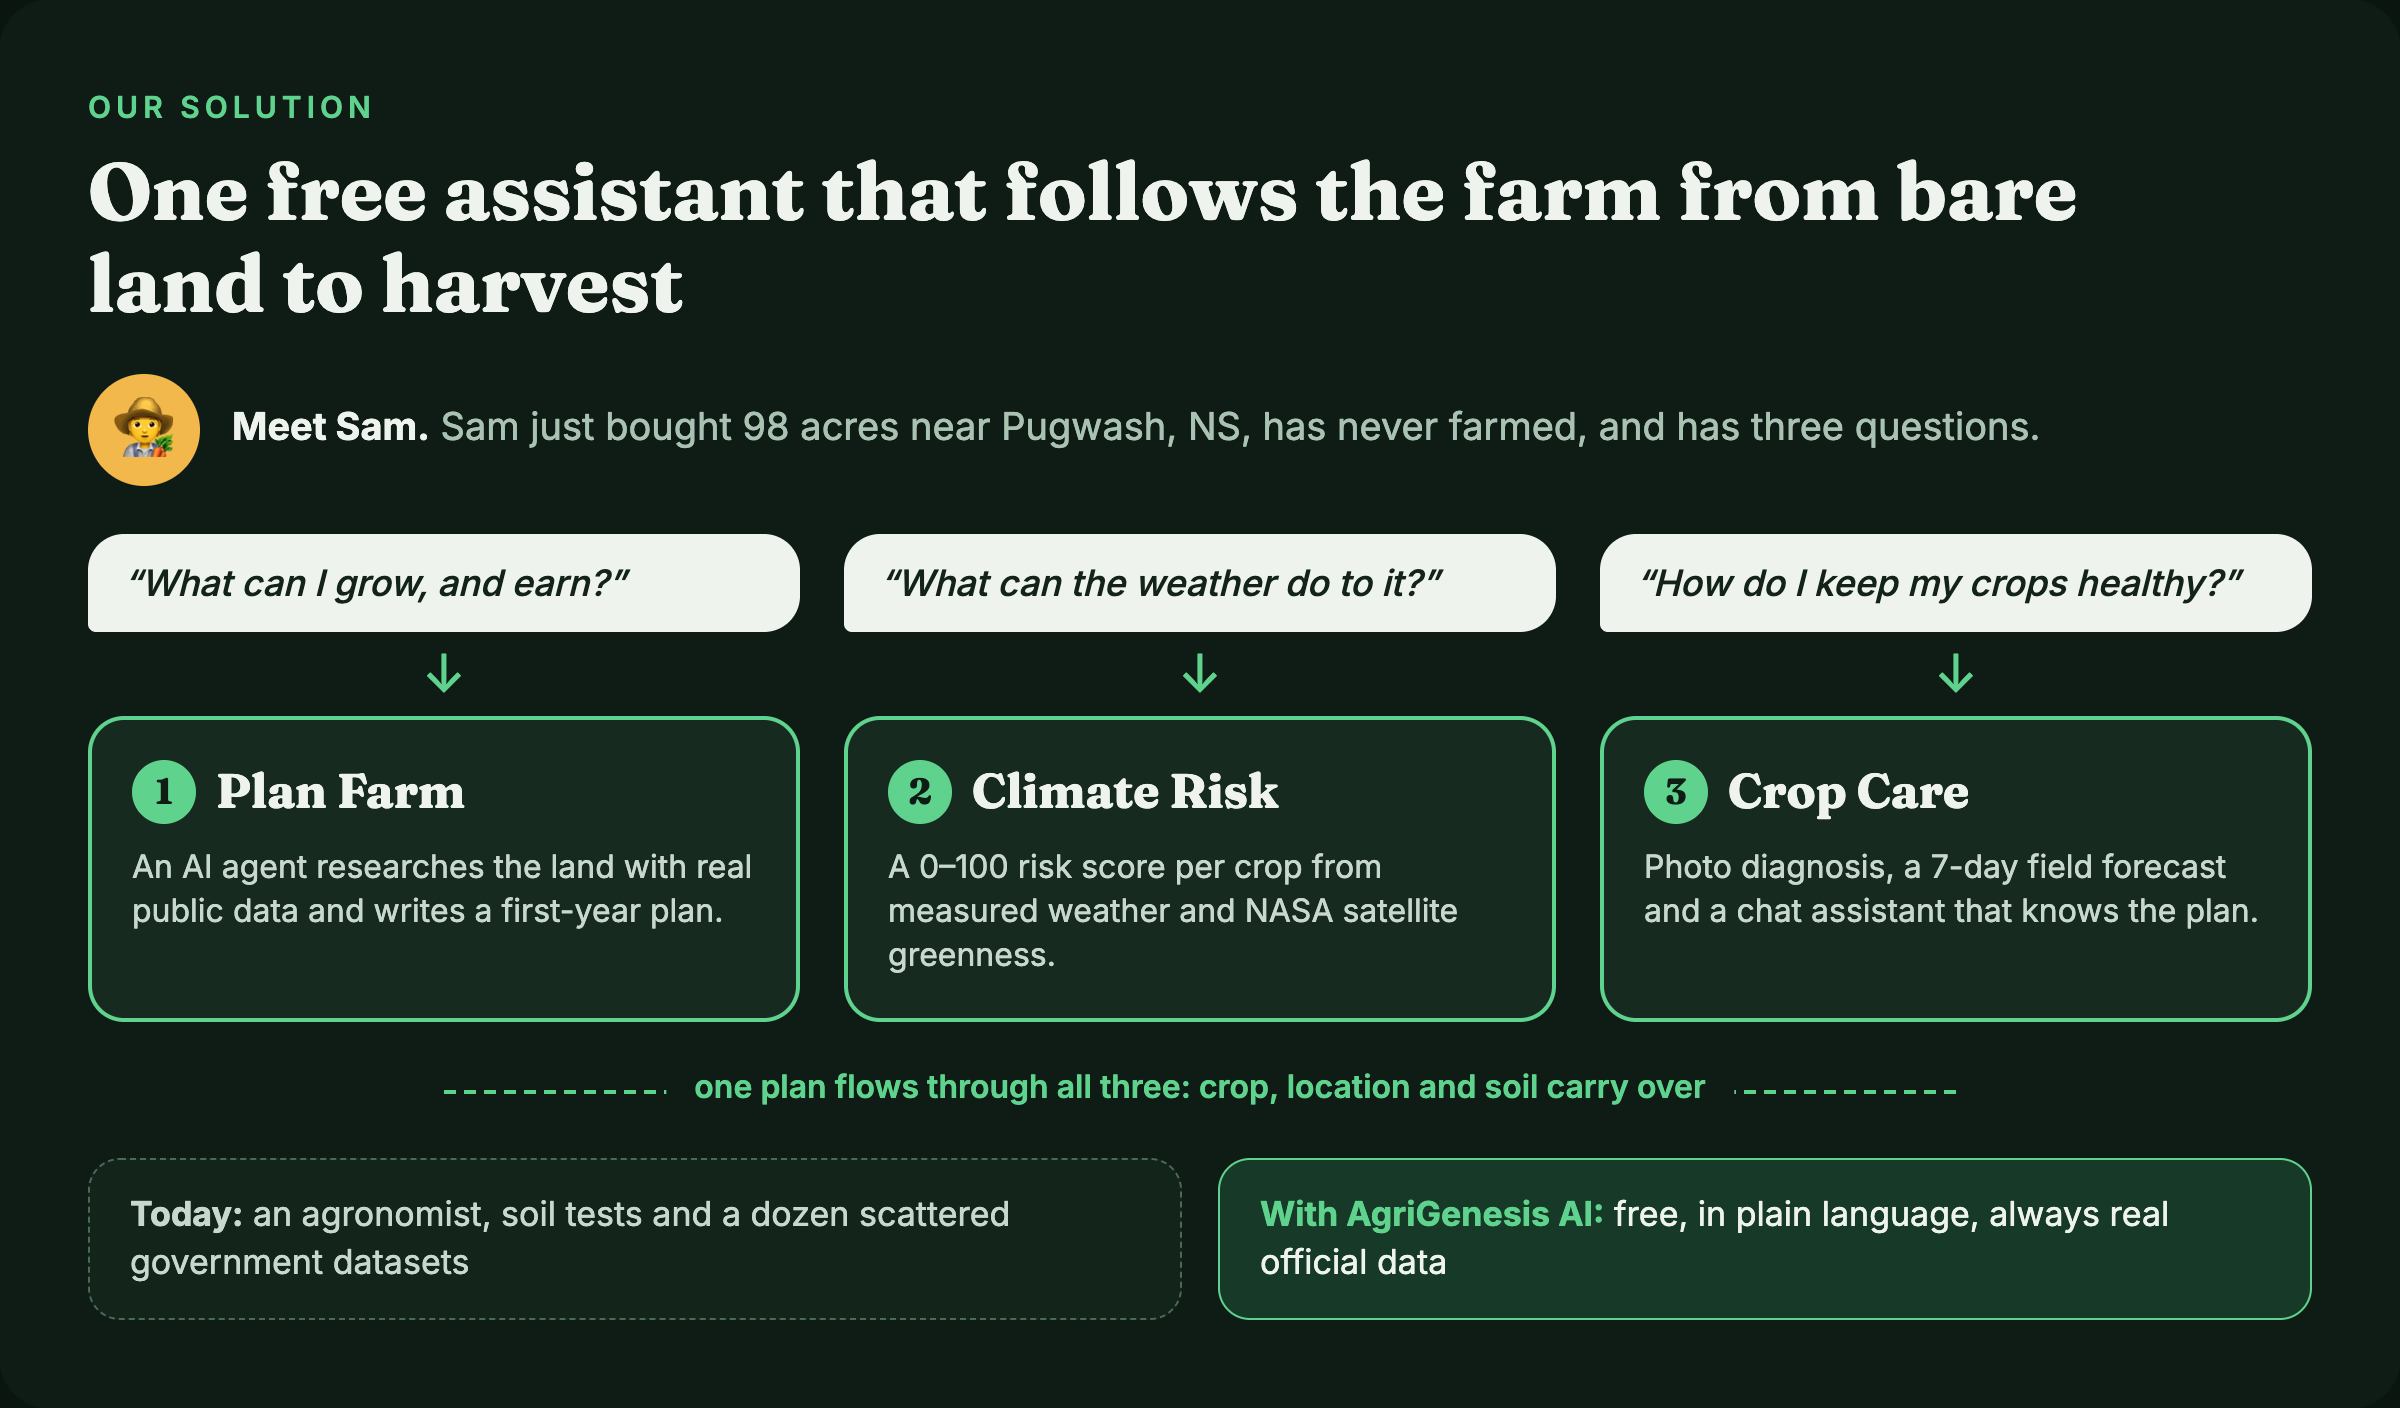 OUR SOLUTION
One free assistant that follows the farm from bare
land to harvest
Meet Sam. Sam just bought 98 acres near Pugwash, NS, has never farmed, and has three questions.
“What can I grow, and earn?”
“What can the weather do to it?”
“How do I keep my crops healthy?”
1 Plan Farm
An AI agent researches the land with real
public data and writes a first-year plan.
2 Climate Risk
A 0–100 risk score per crop from
measured weather and NASA satellite
greenness.
3 Crop Care
Photo diagnosis, a 7-day field forecast
and a chat assistant that knows the plan.
one plan flows through all three: crop, location and soil carry over
Today: an agronomist, soil tests and a dozen scattered
government datasets
With AgriGenesis AI: free, in plain language, always real
official data